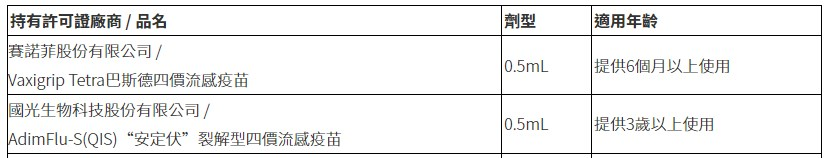 持有許可證廠商 / 品名 劑型 適用年齡
賽諾菲股份有限公司 /
Vaxigrip Tetra巴斯德四價流感疫苗 0.5mL 提供6個月以上使用
國光生物科技股份有限公司 /
AdimFlu-S(QIS)“安定伏”裂解型四價流感疫苗 0.5mL 提供3歲以上使用